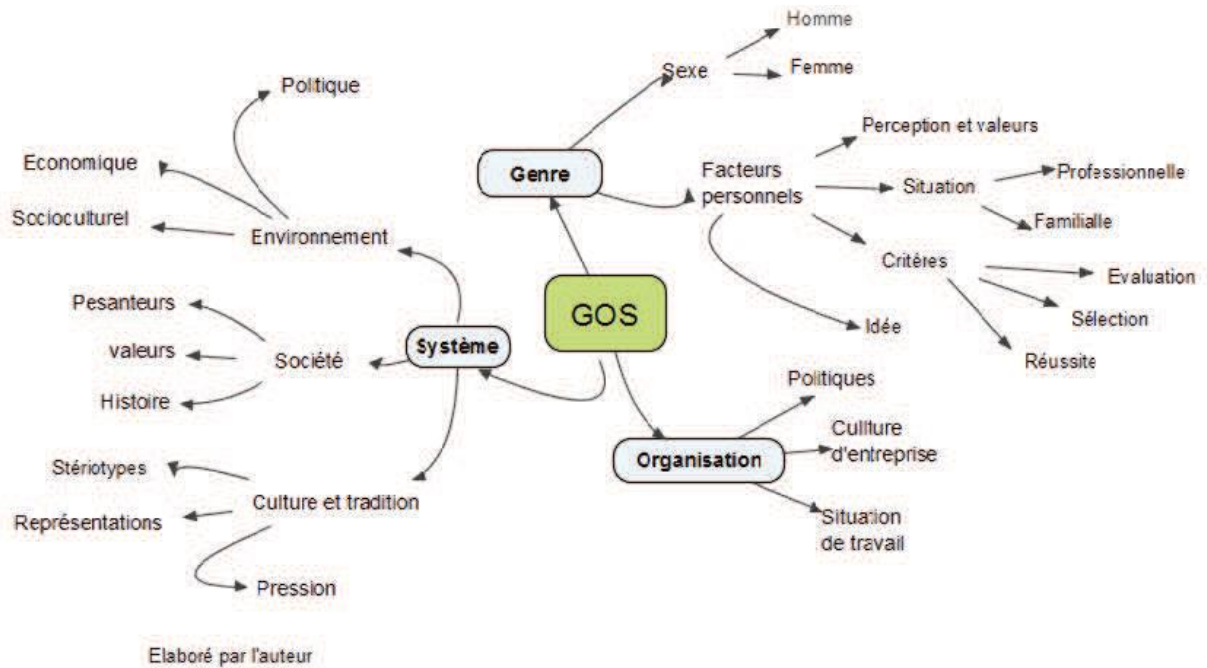 GOS
Genre
Sexe
Homme
Femme
Facteurs
personnels
Perception et valeurs
Situation
Professionnelle
Familialle
Critères
Evaluation
Sélection
Réussite
Idée
Organisation
Politiques
Cullture
d'entreprise
Situation
de travail
Système
Environnement
Politique
Economique
Socioculturel
Société
Pesanteurs
valeurs
Histoire
Culture et tradition
Stériotypes
Représentations
Pression
Elaboré par l'auteur